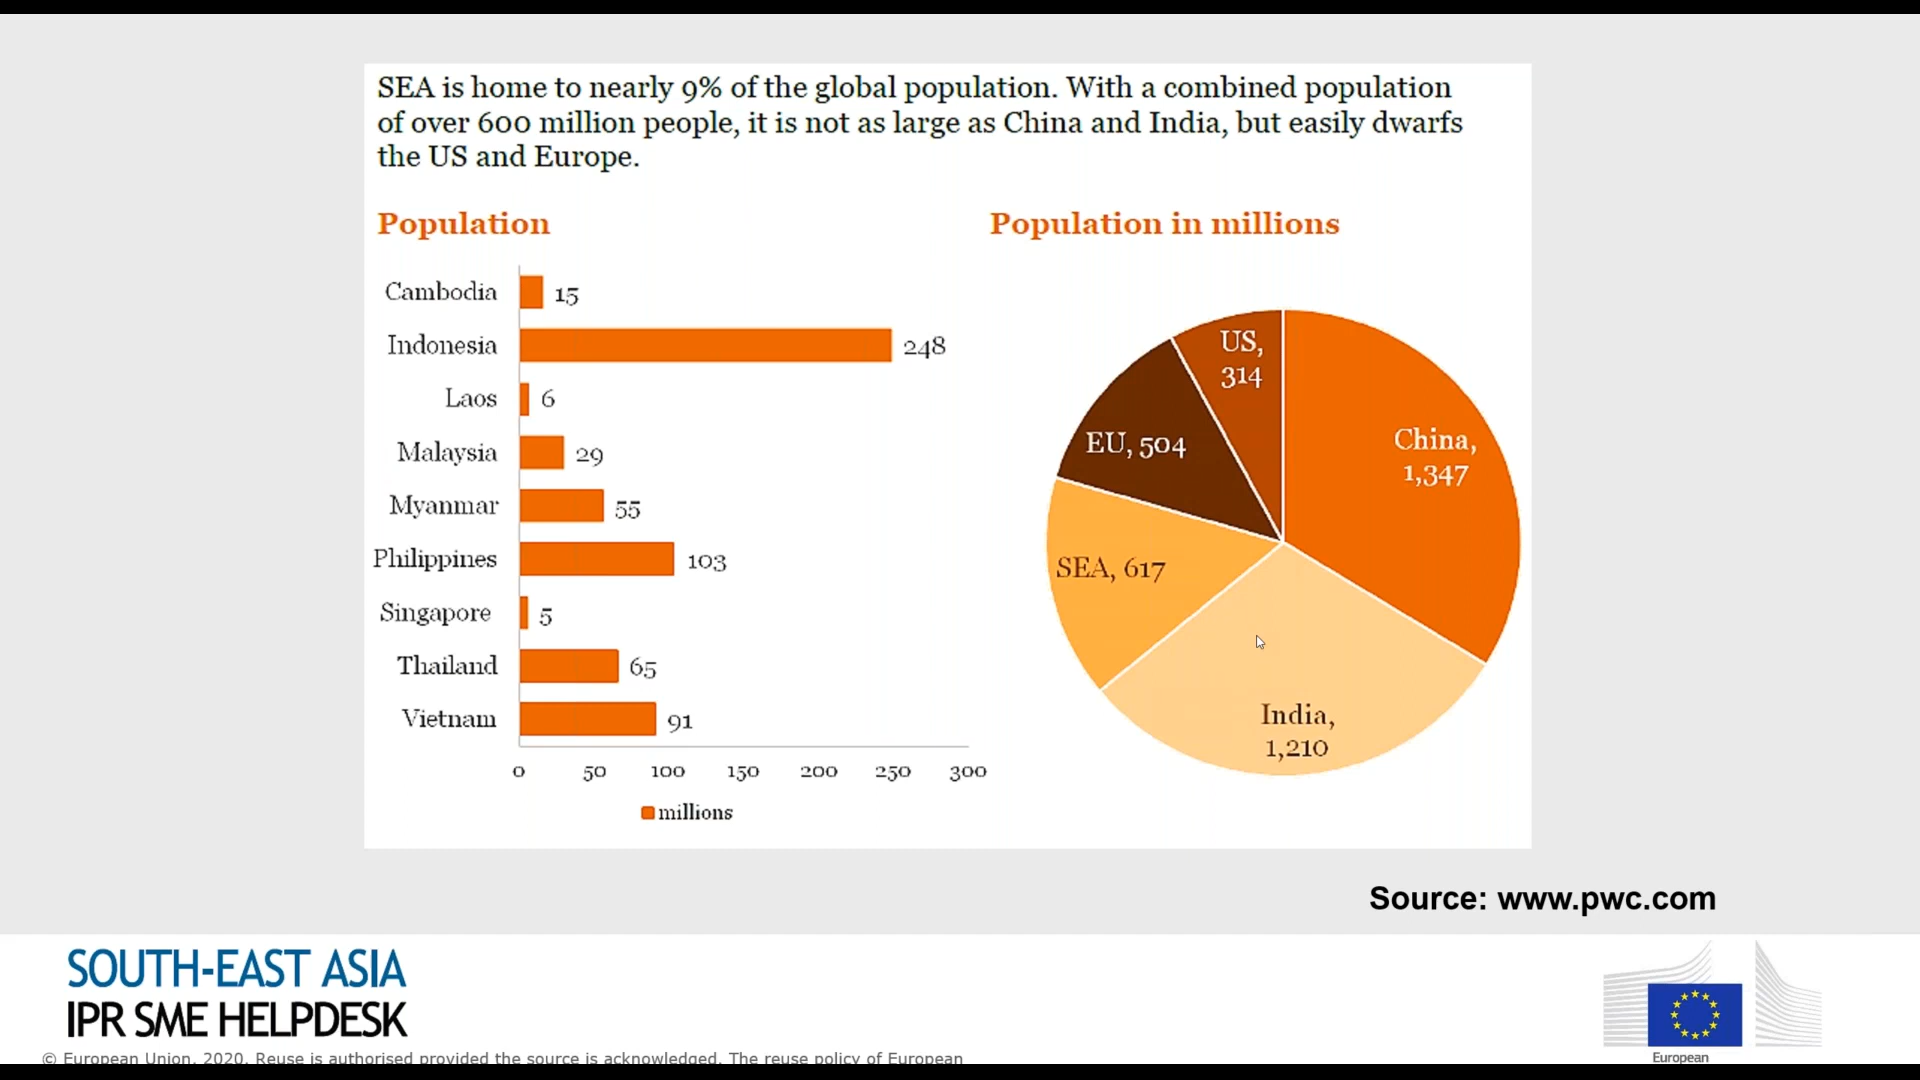 SEA is home to nearly 9% of the global population. With a combined population
of over 600 million people, it is not as large as China and India, but easily dwarfs
the US and Europe.
Population
Cambodia 15
Indonesia 248
Laos 6
Malaysia 29
Myanmar 55
Philippines 103
Singapore 5
Thailand 65
Vietnam 91
0 50 100 150 200 250 300
millions
Population in millions
US,
314
China,
1,347
EU, 504
SEA, 617
India,
1,210
Source: www.pwc.com
SOUTH-EAST ASIA
IPR SME HELPDESK
European
© European Union, 2020. Reuse is authorised provided the source is acknowledged. The reuse policy of European